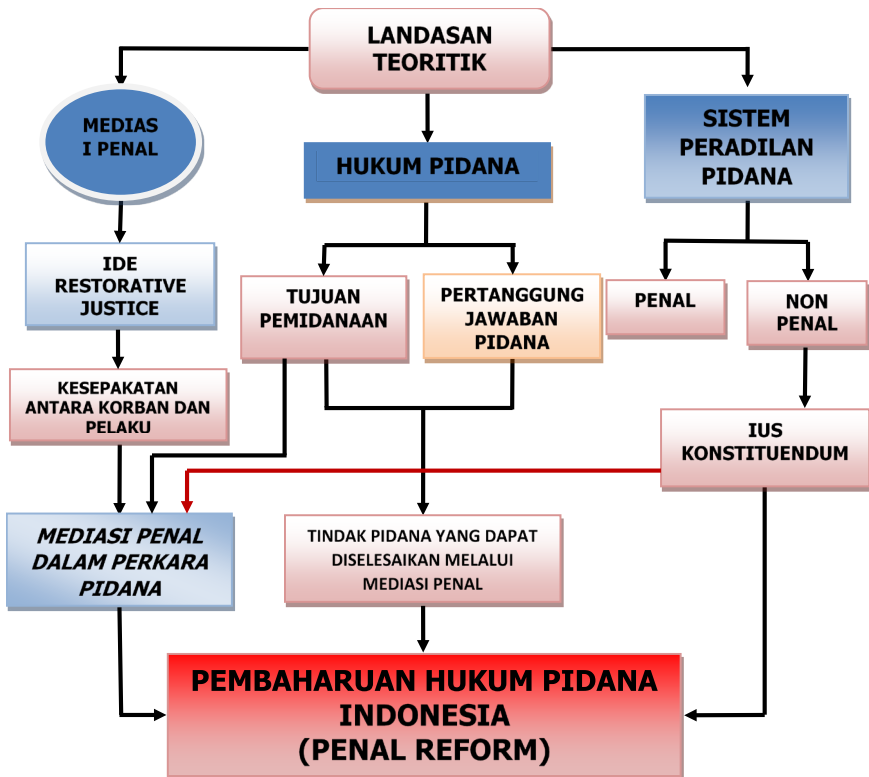 LANDASAN
TEORITIK
MEDIAS
I PENAL
HUKUM PIDANA
SISTEM
PERADILAN
PIDANA
IDE
RESTORATIVE
JUSTICE
TUJUAN
PEMIDANAAN
PERTANGGUNG
JAWABAN
PIDANA
PENAL
NON
PENAL
KESEPAKATAN
ANTARA KORBAN DAN
PELAKU
IUS
KONSTITUENDUM
MEDIASI PENAL
DALAM PERKARA
PIDANA
TINDAK PIDANA YANG DAPAT
DISELESAIKAN MELALUI
MEDIASI PENAL
PEMBAHARUAN HUKUM PIDANA
INDONESIA
(PENAL REFORM)